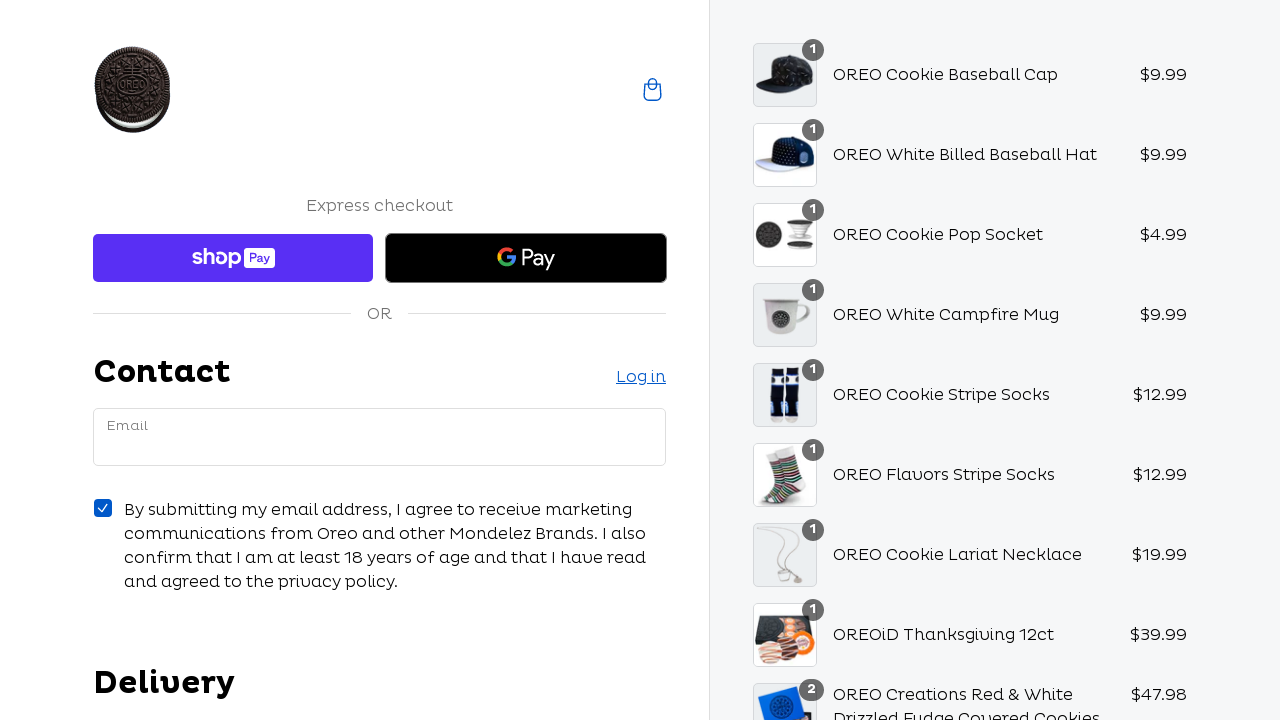 OREO
Express checkout
shop Pay
G Pay
OR
Contact
Log in
Email
By submitting my email address, I agree to receive marketing
communications from Oreo and other Mondelez Brands. I also
confirm that I am at least 18 years of age and that I have read
and agreed to the privacy policy.
Delivery
1
OREO Cookie Baseball Cap $9.99
1
OREO White Billed Baseball Hat $9.99
1
OREO Cookie Pop Socket $4.99
1
OREO White Campfire Mug $9.99
1
OREO Cookie Stripe Socks $12.99
1
OREO Flavors Stripe Socks $12.99
1
OREO Cookie Lariat Necklace $19.99
1
OREOiD Thanksgiving 12ct $39.99
2
OREO Creations Red & White $47.98
Drizzled Fudge Covered Cookies